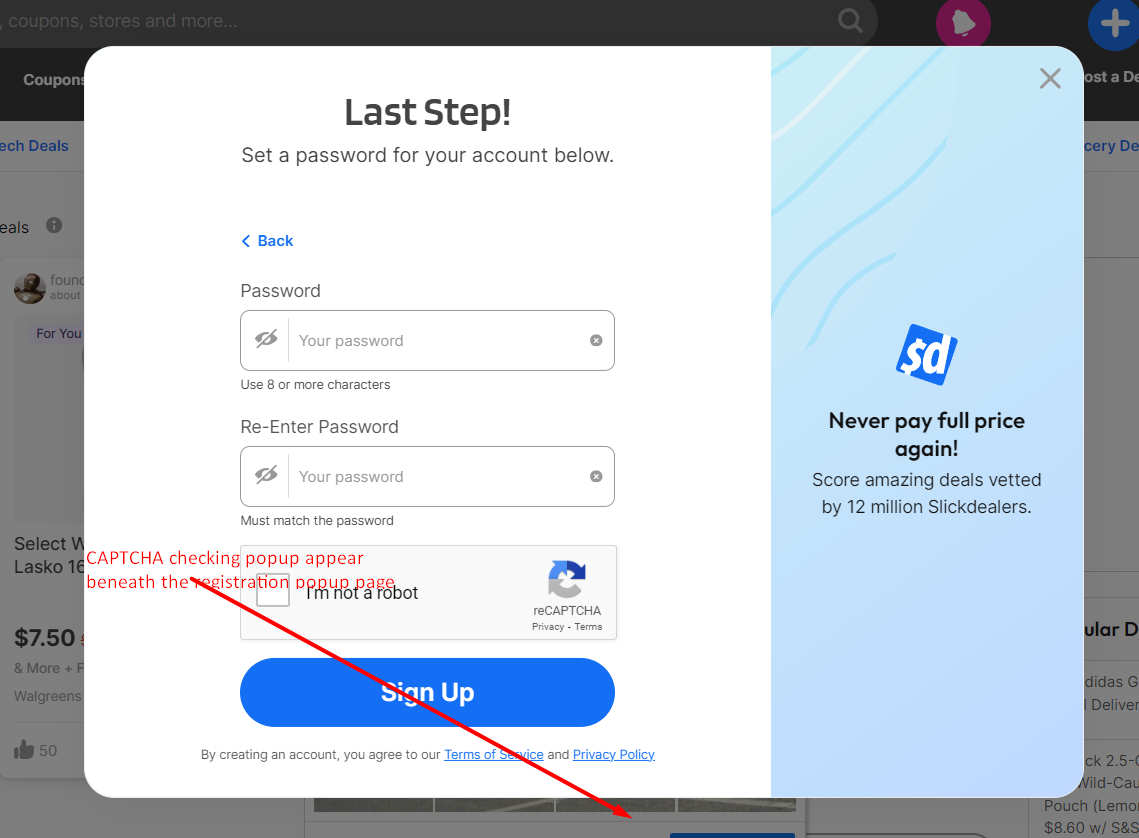 , coupons, stores and more...
Coupons
ost a De
ech Deals
cery De
eals
Last Step!
Set a password for your account below.
Back
foun
about
For You
Password
Your password
Use 8 or more characters
Re-Enter Password
Your password
Must match the password
Select W
Lasko 16
CAPTCHA checking popup appear
beneath the registration popup page
I'm not a robot
reCAPTCHA
Privacy - Terms
$7.50
& More + F
Walgreens
50
Sign Up
By creating an account, you agree to our Terms of Service and Privacy Policy
$d
Never pay full price
again!
Score amazing deals vetted
by 12 million Slickdealers.
ular D
didas G
l Deliver
ck 2.5-
Wild-Cau
Pouch (Lemo
$8.60 w/ S&S